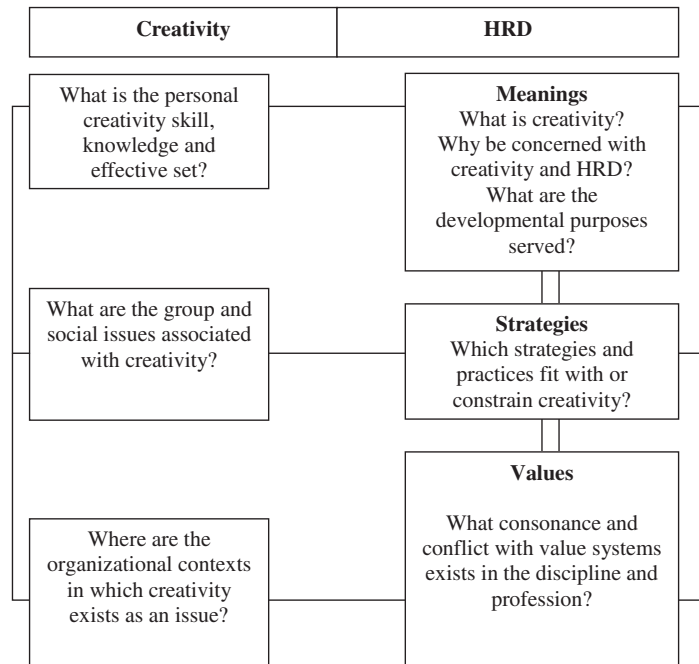 Creativity HRD
What is the personal
creativity skill,
knowledge and
effective set?
Meanings
What is creativity?
Why be concerned with
creativity and HRD?
What are the
developmental purposes
served?
What are the group and
social issues associated
with creativity?
Strategies
Which strategies and
practices fit with or
constrain creativity?
Where are the
organizational contexts
in which creativity
exists as an issue?
Values
What consonance and
conflict with value systems
exists in the discipline and
profession?